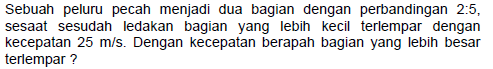 Sebuah peluru pecah menjadi dua bagian dengan perbandingan 2:5,
sesaat sesudah ledakan bagian yang lebih kecil terlempar dengan
kecepatan 25 m/s. Dengan kecepatan berapah bagian yang lebih besar
terlempar ?